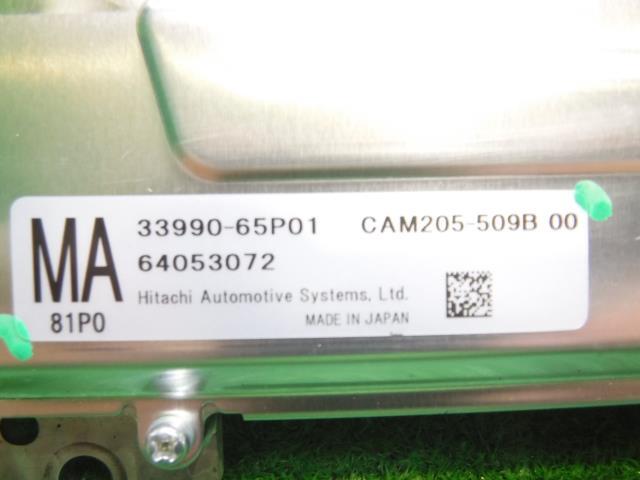 MA
81P0
33990-65P01 CAM205-509B 00
64053072
Hitachi Automotive Systems, Ltd.
MADE IN JAPAN